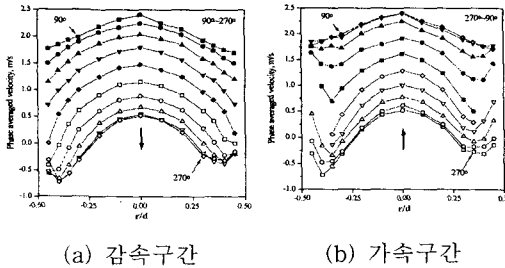 Phase averaged velocity, m/s
2.5
2.0
1.5
1.0
0.5
0.0
-0.5
-1.0
-0.50 -0.25 0.00 0.25 0.50
r/d
90° 90°-270°
270°
(a) 감속구간
Phase averaged velocity, m/s
2.5
2.0
1.5
1.0
0.5
0.0
-0.5
-1.0
-0.50 -0.25 0.00 0.25 0.50
r/d
90° 270°-90°
270°
(b) 가속구간